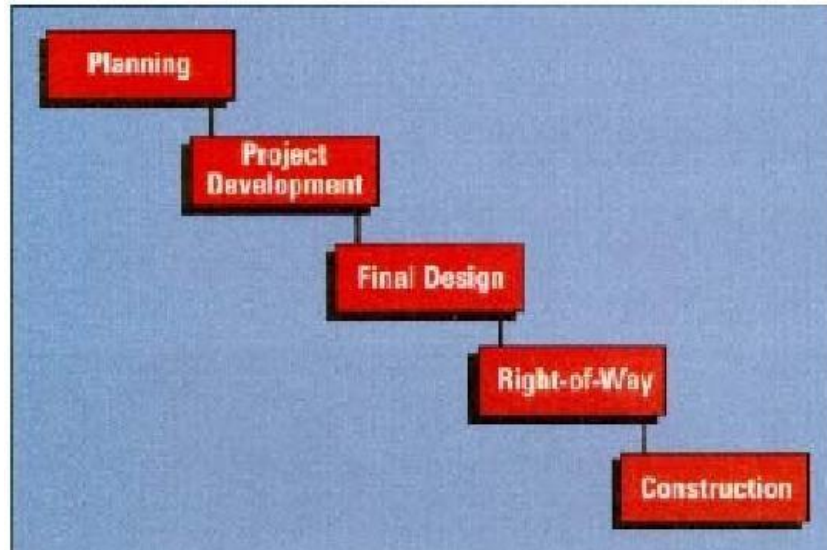 Planning
Project
Development
Final Design
Right-of-Way
Construction